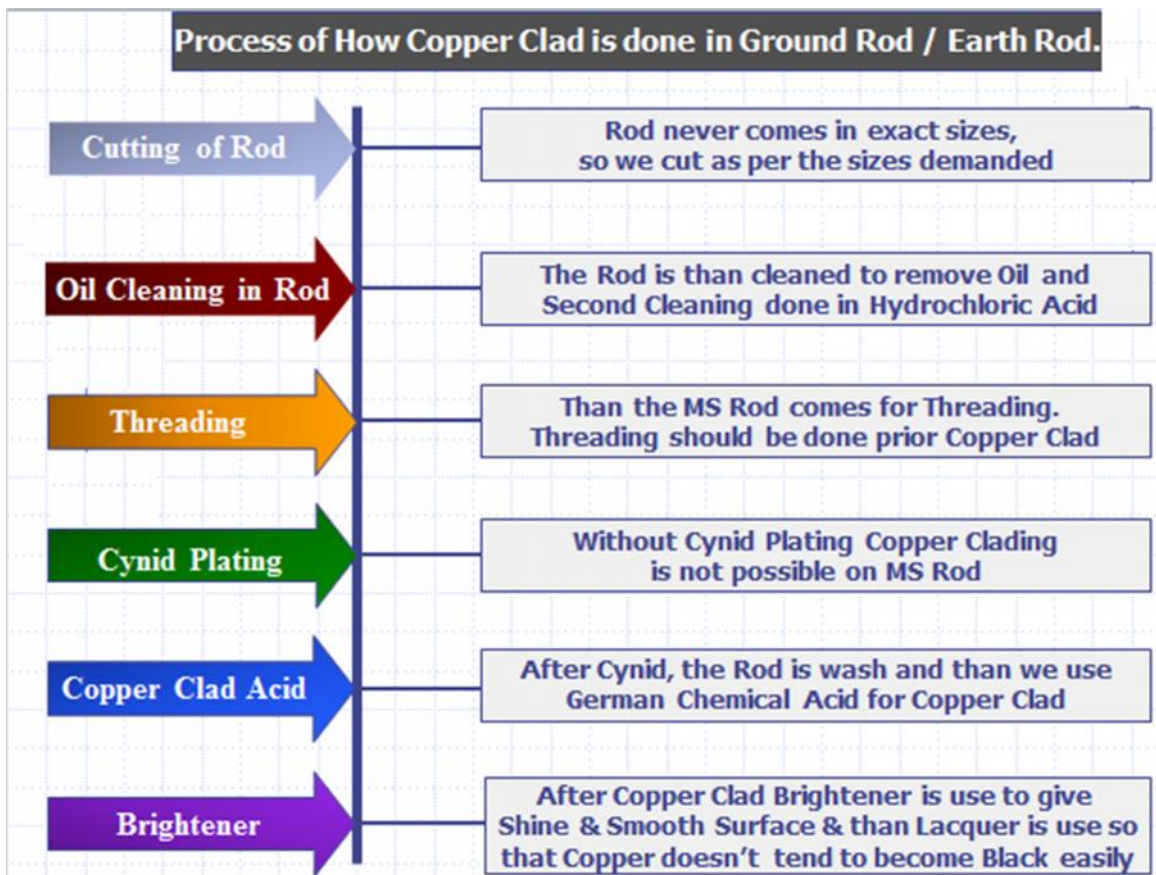 Process of How Copper Clad is done in Ground Rod / Earth Rod.
Cutting of Rod
Rod never comes in exact sizes,
so we cut as per the sizes demanded
Oil Cleaning in Rod
The Rod is than cleaned to remove Oil and
Second Cleaning done in Hydrochloric Acid
Threading
Than the MS Rod comes for Threading.
Threading should be done prior Copper Clad
Cynid Plating
Without Cynid Plating Copper Clading
is not possible on MS Rod
Copper Clad Acid
After Cynid, the Rod is wash and than we use
German Chemical Acid for Copper Clad
Brightener
After Copper Clad Brightener is use to give
Shine & Smooth Surface & than Lacquer is use so
that Copper doesn’t tend to become Black easily